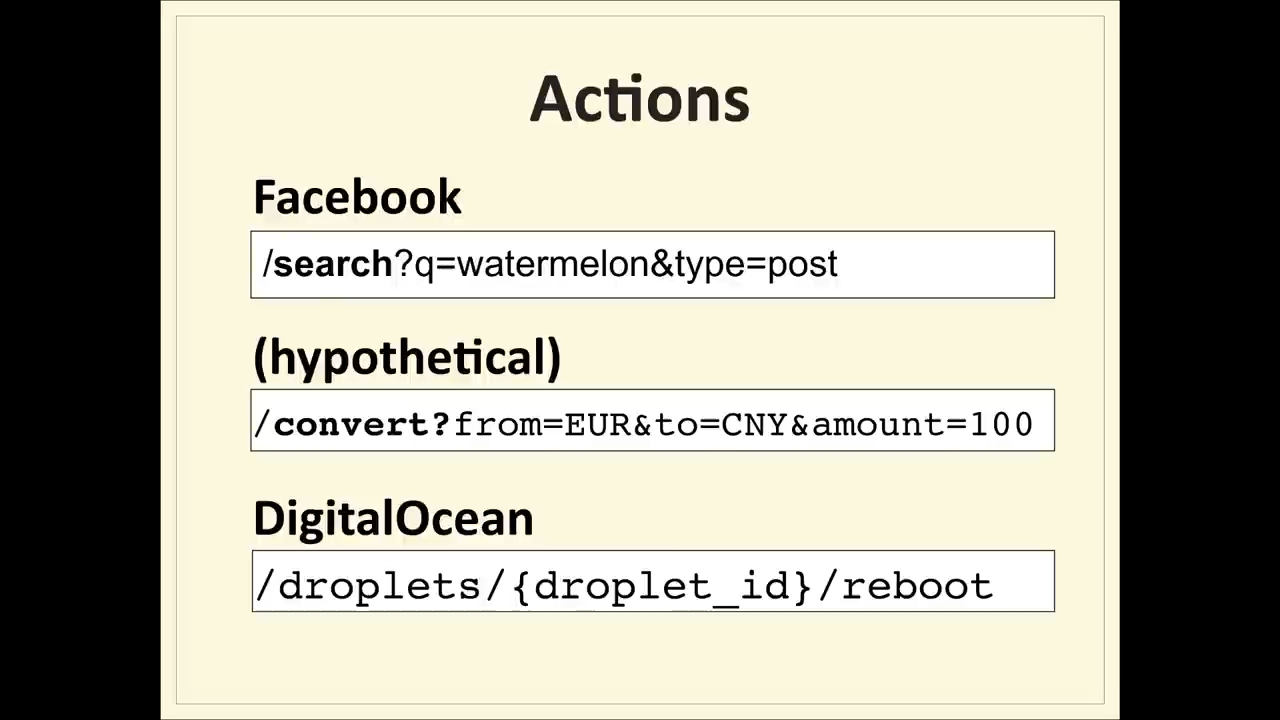 Actions
Facebook
/search?q=watermelon&type=post
(hypothetical)
/convert?from=EUR&to=CNY&amount=100
DigitalOcean
/droplets/{droplet_id}/reboot